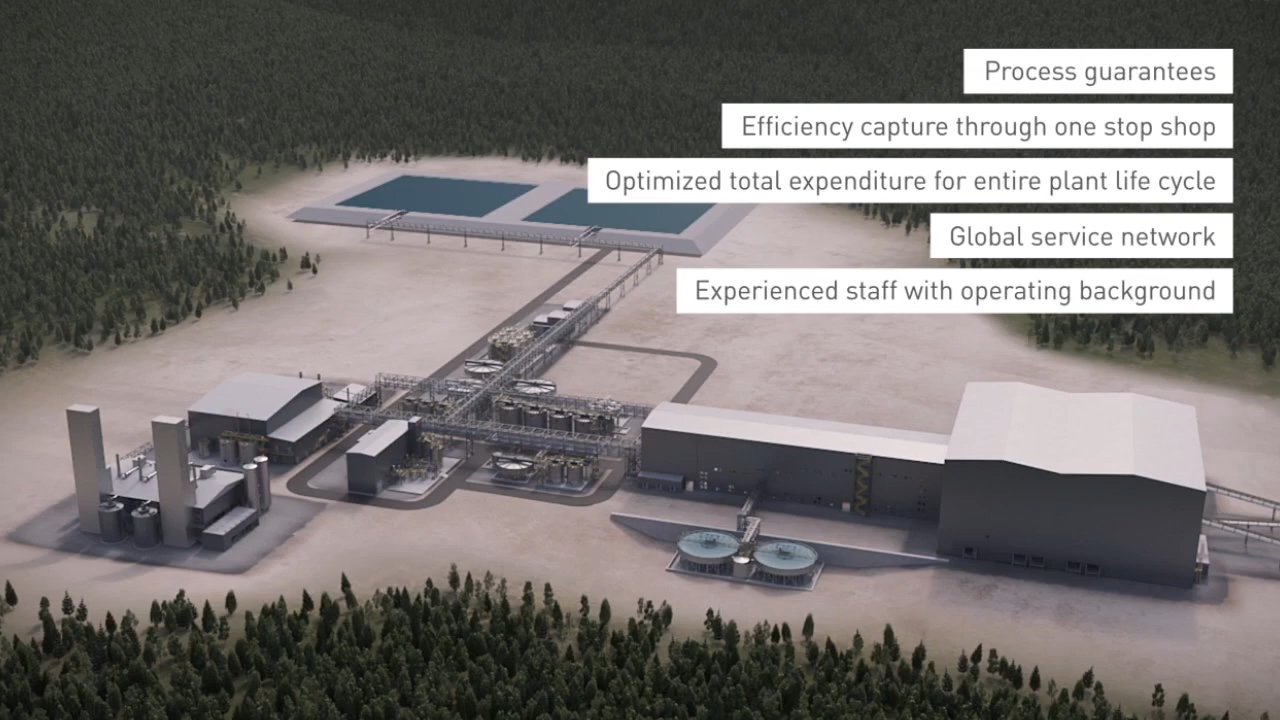 Process guarantees
Efficiency capture through one stop shop
Optimized total expenditure for entire plant life cycle
Global service network
Experienced staff with operating background